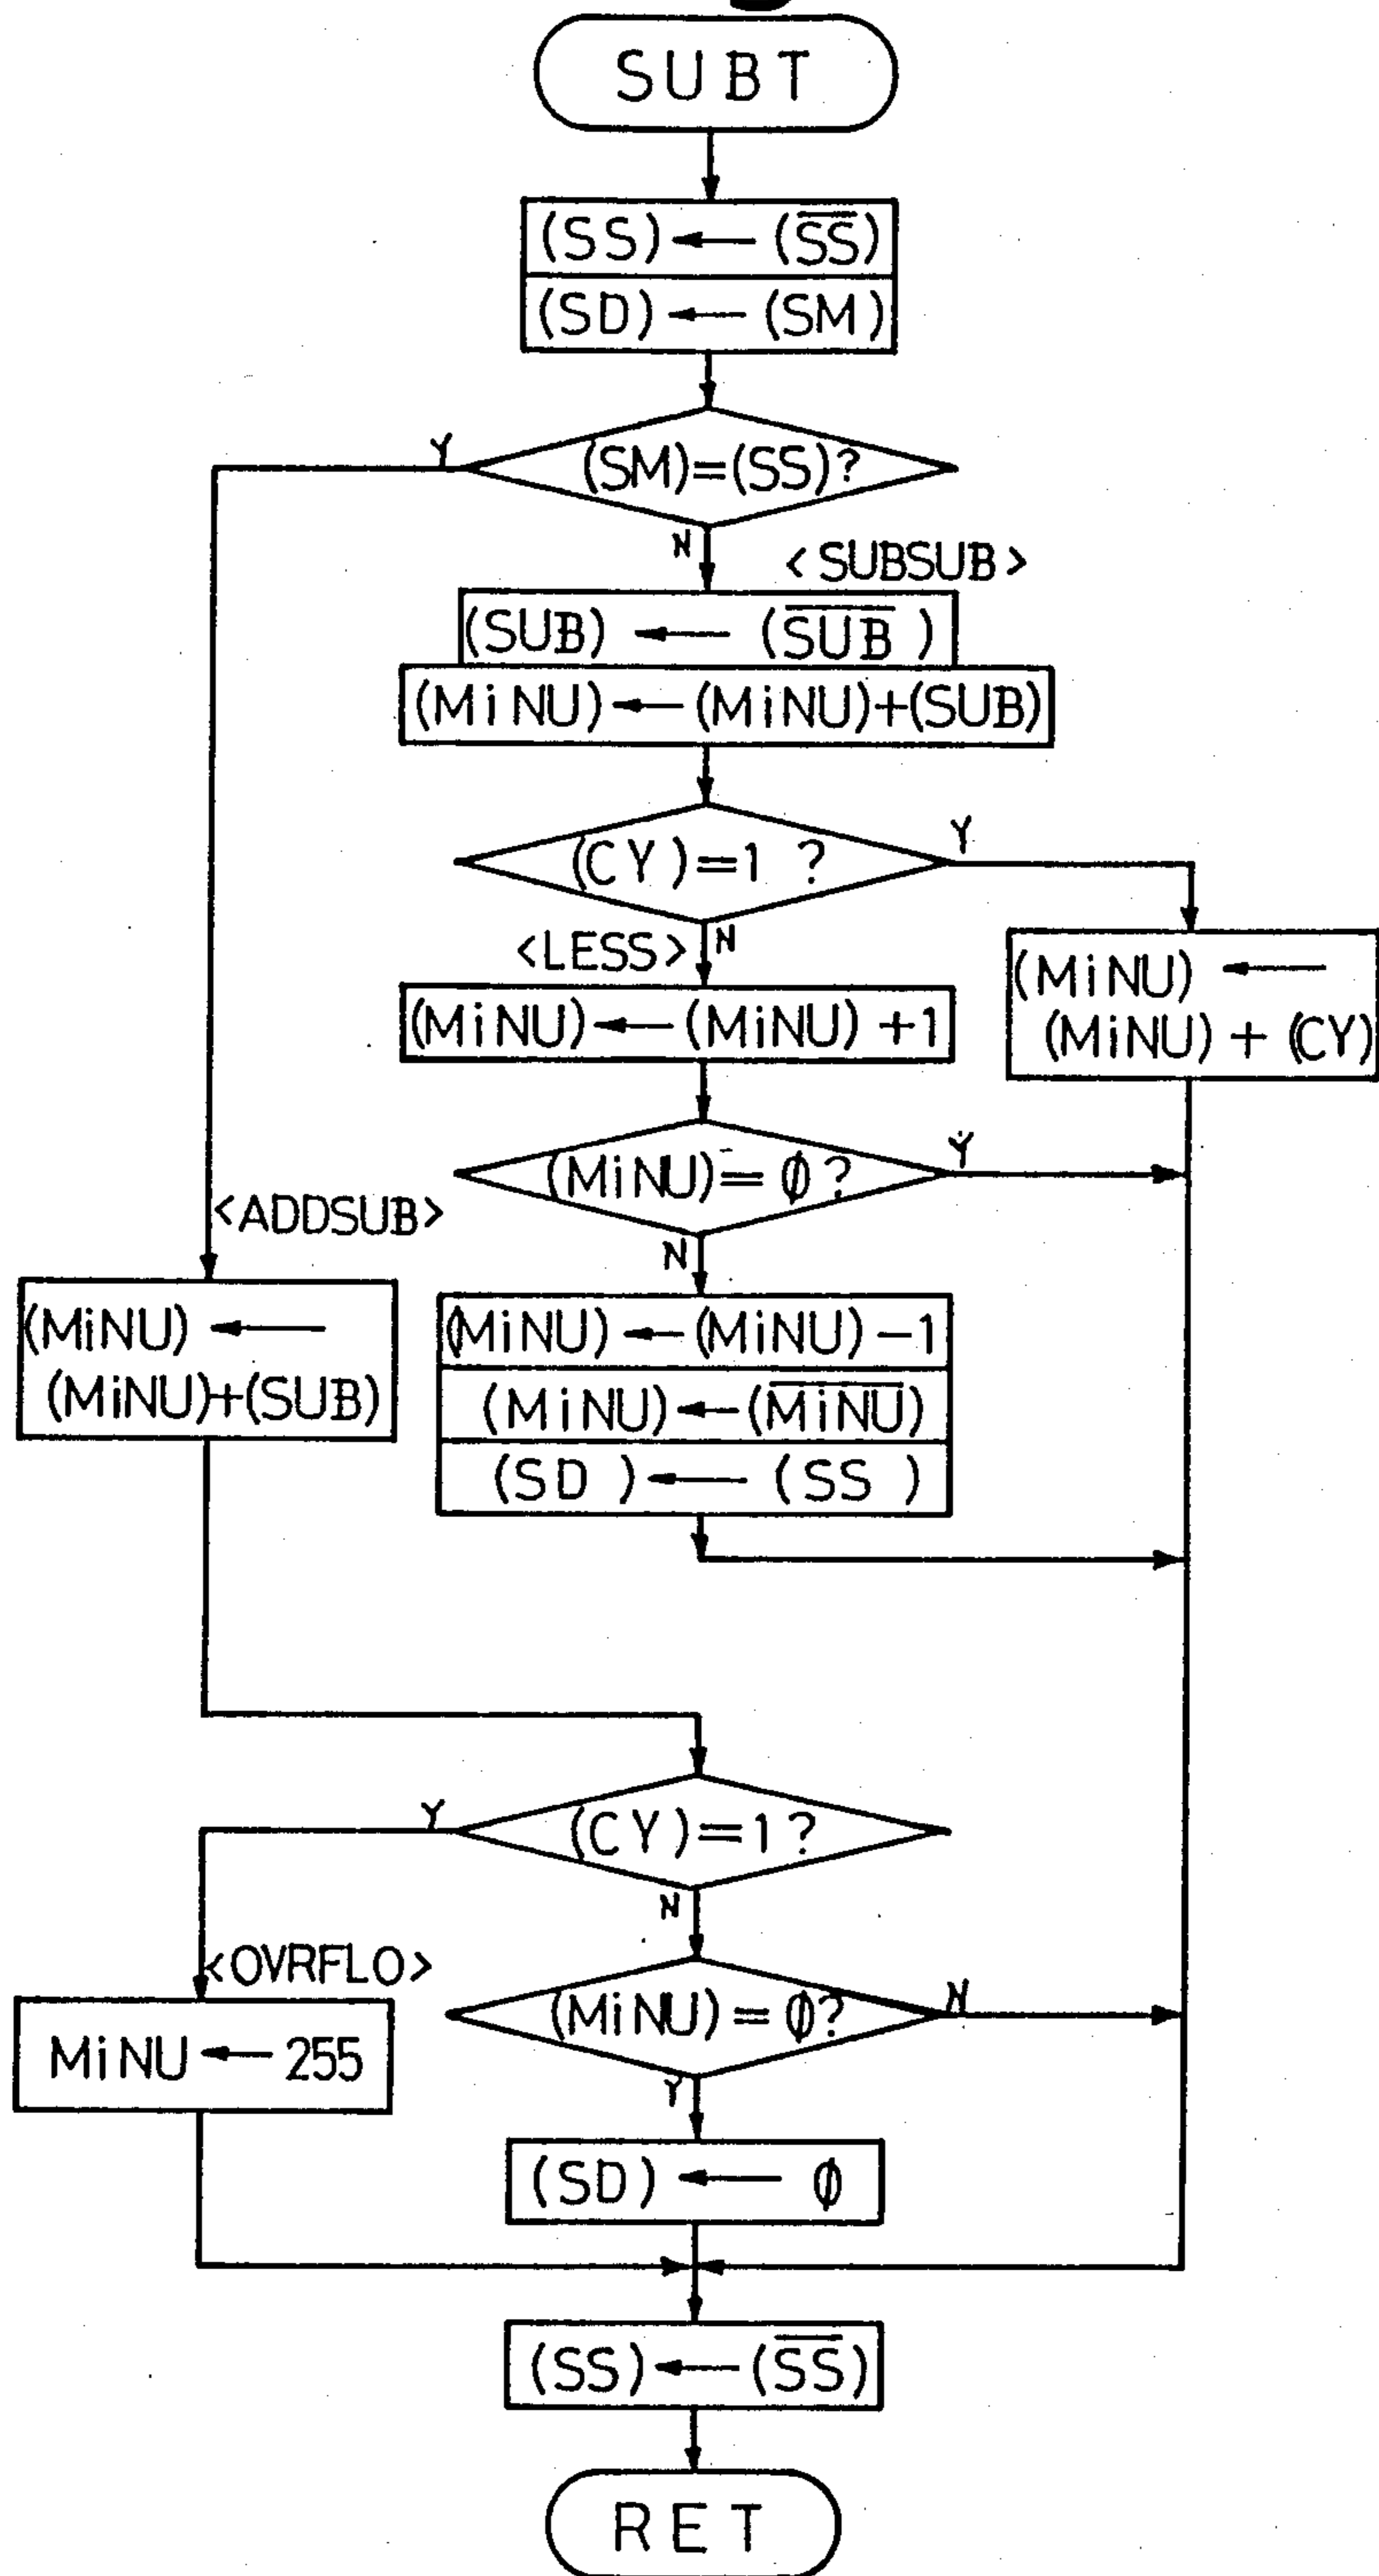 SUBT
(SS) ← (S̅S̅)
(SD) ← (SM)
Y
(SM)=(SS)?
N
<SUBSUB>
(SUB) ← (S̅U̅B̅)
(MiNU) ← (MiNU)+(SUB)
(CY)=1 ?
Y
<LESS>
N
(MiNU) ←
(MiNU) + (CY)
(MiNU) ← (MiNU) +1
(MiNU)= ϕ ?
Y
<ADDSUB>
N
(MiNU) ←
(MiNU)+(SUB)
(MiNU) ← (MiNU) -1
(MiNU) ← (M̅i̅N̅U̅)
(SD) ← (SS)
Y
(CY)=1?
N
<OVRFLO>
(MiNU)= ϕ?
N
MiNU ← 255
Y
(SD) ← ϕ
(SS) ← (S̅S̅)
RET